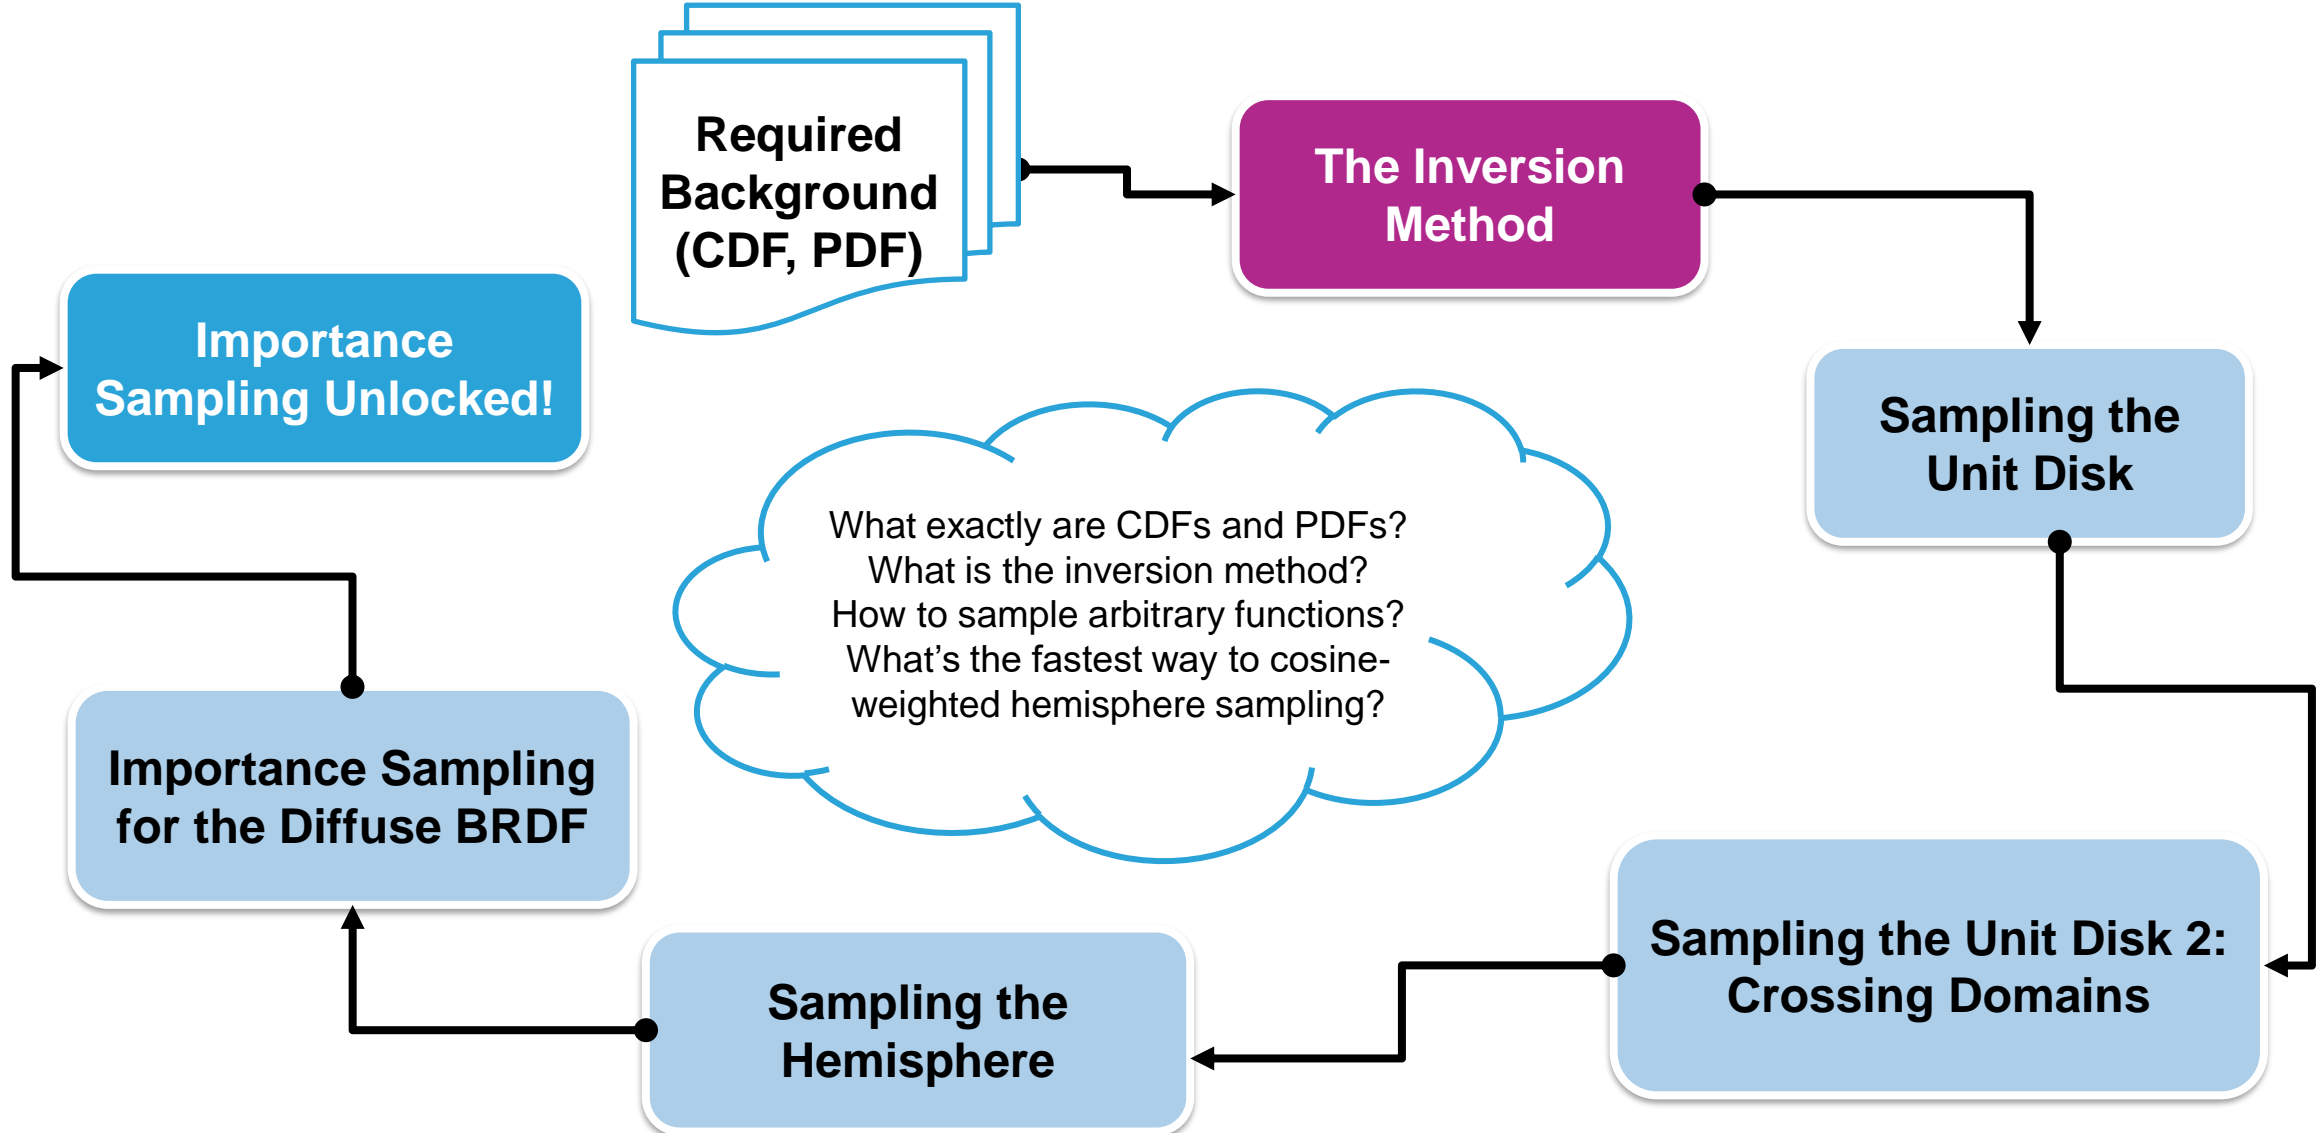 Required
Background
(CDF, PDF)
The Inversion
Method
Importance
Sampling Unlocked!
Sampling the
Unit Disk
What exactly are CDFs and PDFs?
What is the inversion method?
How to sample arbitrary functions?
What’s the fastest way to cosine-
weighted hemisphere sampling?
Importance Sampling
for the Diffuse BRDF
Sampling the Unit Disk 2:
Crossing Domains
Sampling the
Hemisphere